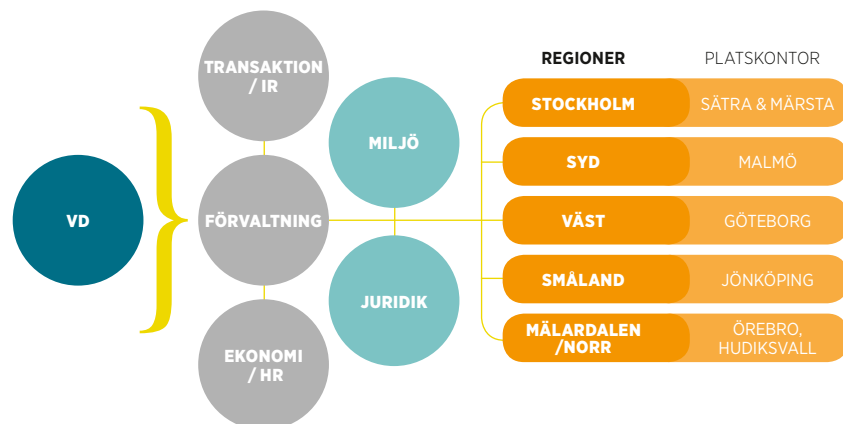 VD
TRANSAKTION
/ IR
FÖRVALTNING
EKONOMI
/ HR
MILJÖ
JURIDIK
REGIONER
PLATSKONTOR
STOCKHOLM
SÄTRA & MÄRSTA
SYD
MALMÖ
VÄST
GÖTEBORG
SMÅLAND
JÖNKÖPING
MÄLARDALEN
/NORR
ÖREBRO,
HUDIKSVALL